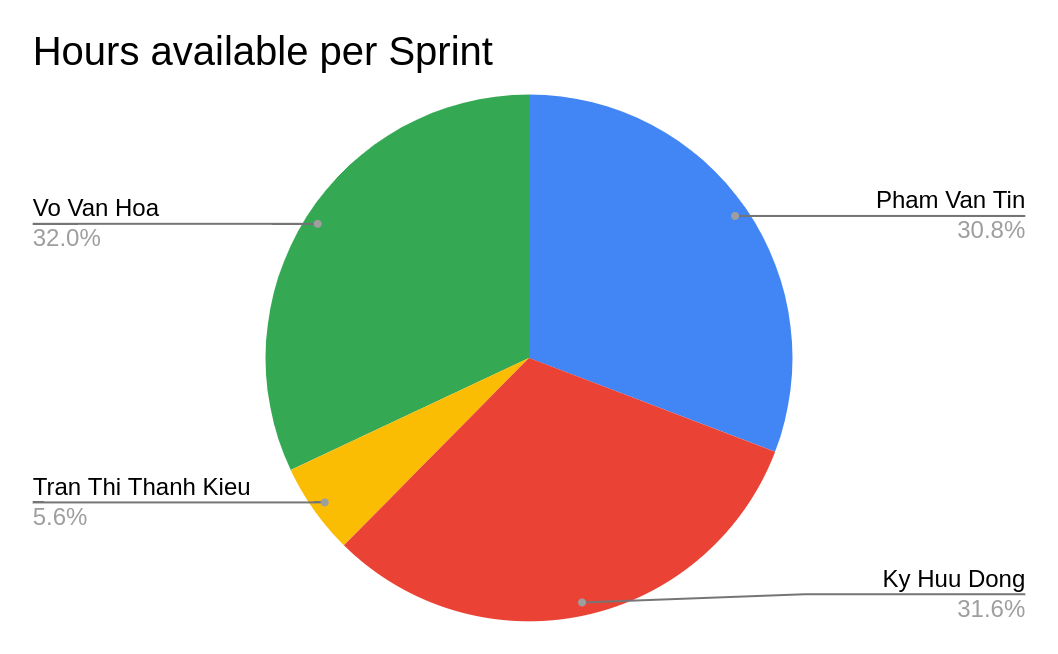 Hours available per Sprint
Vo Van Hoa
32.0%
Pham Van Tin
30.8%
Tran Thi Thanh Kieu
5.6%
Ky Huu Dong
31.6%